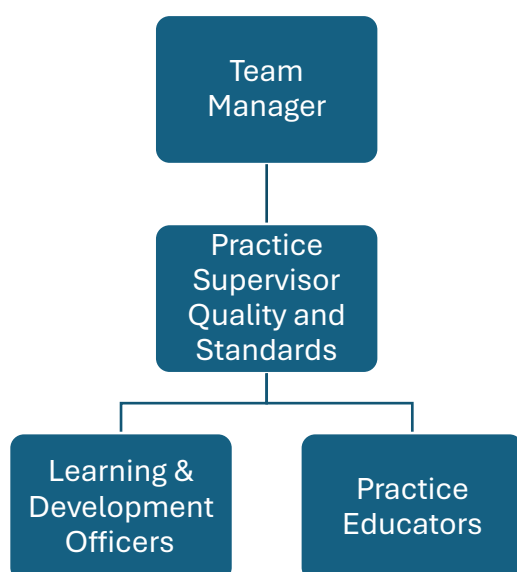 Team
Manager
Practice
Supervisor
Quality and
Standards
Learning &
Development
Officers
Practice
Educators